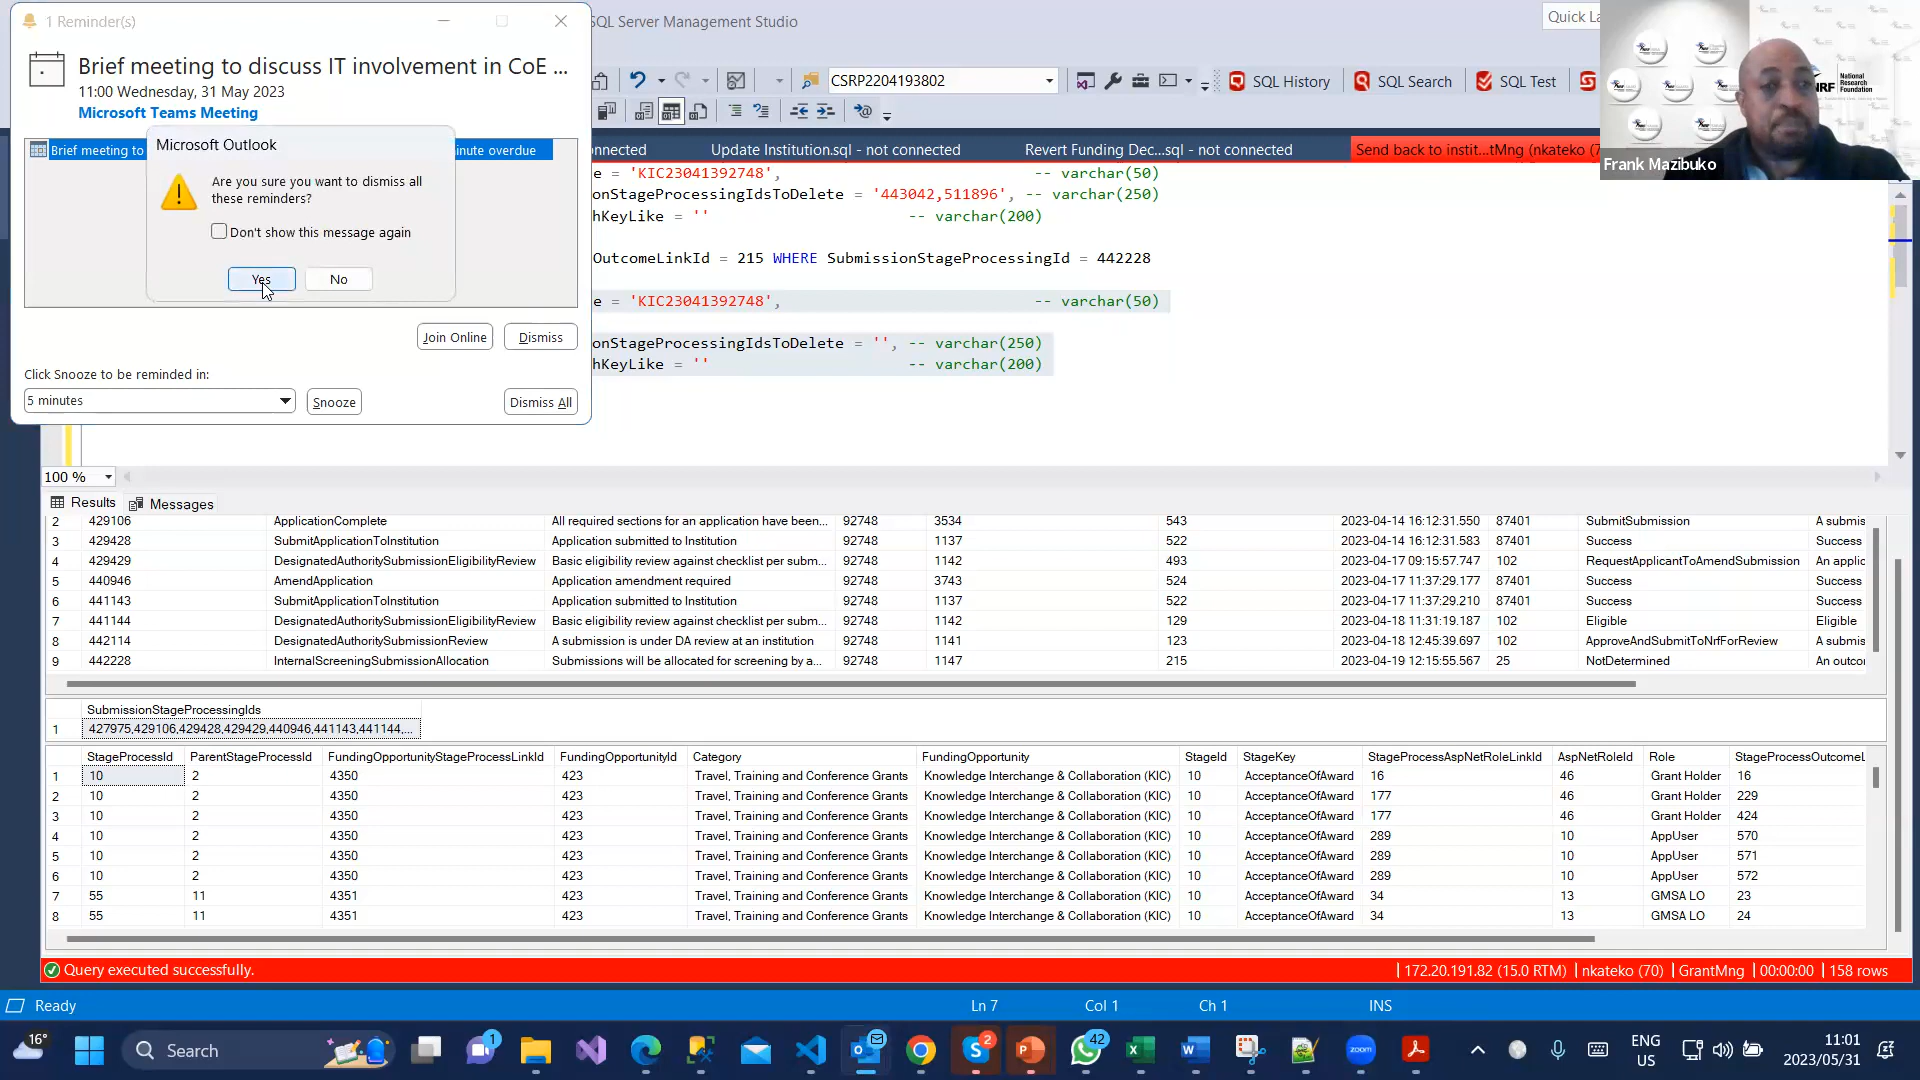 1 Reminder(s)
Brief meeting to discuss IT involvement in CoE ...
11:00 Wednesday, 31 May 2023
Microsoft Teams Meeting
Brief meeting to
inute overdue
Microsoft Outlook
Are you sure you want to dismiss all
these reminders?
Don't show this message again
Yes No
Join Online Dismiss
Click Snooze to be reminded in:
5 minutes Snooze Dismiss All
SQL Server Management Studio
Quick La
CSRP2204193802 SQL History SQL Search SQL Test
nnected Update Institution.sql - not connected Revert Funding Dec...sql - not connected Send back to instit...tMng (nkateko (7
National
Research
Foundation
Frank Mazibuko
e = 'KIC23041392748', -- varchar(50)
onStageProcessingIdsToDelete = '443042,511896', -- varchar(250)
hKeyLike = '' -- varchar(200)
OutcomeLinkId = 215 WHERE SubmissionStageProcessingId = 442228
e = 'KIC23041392748', -- varchar(50)
onStageProcessingIdsToDelete = '', -- varchar(250)
hKeyLike = '' -- varchar(200)
100 %
Results Messages
2 429106 ApplicationComplete All required sections for an application have been... 92748 3534 543 2023-04-14 16:12:31.550 87401 SubmitSubmission A submis
3 429428 SubmitApplicationToInstitution Application submitted to Institution 92748 1137 522 2023-04-14 16:12:31.583 87401 Success Success
4 429429 DesignatedAuthoritySubmissionEligibilityReview Basic eligibility review against checklist per subm... 92748 1142 493 2023-04-17 09:15:57.747 102 RequestApplicantToAmendSubmission An applic
5 440946 AmendApplication Application amendment required 92748 3743 524 2023-04-17 11:37:29.177 87401 Success Success
6 441143 SubmitApplicationToInstitution Application submitted to Institution 92748 1137 522 2023-04-17 11:37:29.210 87401 Success Success
7 441144 DesignatedAuthoritySubmissionEligibilityReview Basic eligibility review against checklist per subm... 92748 1142 129 2023-04-18 11:31:19.187 102 Eligible Eligible
8 442114 DesignatedAuthoritySubmissionReview A submission is under DA review at an institution 92748 1141 123 2023-04-18 12:45:39.697 102 ApproveAndSubmitToNrfForReview A submis
9 442228 InternalScreeningSubmissionAllocation Submissions will be allocated for screening by a... 92748 1147 215 2023-04-19 12:15:55.567 25 NotDetermined An outcor
SubmissionStageProcessingIds
1 427975,429106,429428,429429,440946,441143,441144,...
StageProcessId ParentStageProcessId FundingOpportunityStageProcessLinkId FundingOpportunityId Category FundingOpportunity StageId StageKey StageProcessAspNetRoleLinkId AspNetRoleId Role StageProcessOutcomeL
1 10 2 4350 423 Travel, Training and Conference Grants Knowledge Interchange & Collaboration (KIC) 10 AcceptanceOfAward 16 46 Grant Holder 16
2 10 2 4350 423 Travel, Training and Conference Grants Knowledge Interchange & Collaboration (KIC) 10 AcceptanceOfAward 177 46 Grant Holder 229
3 10 2 4350 423 Travel, Training and Conference Grants Knowledge Interchange & Collaboration (KIC) 10 AcceptanceOfAward 177 46 Grant Holder 424
4 10 2 4350 423 Travel, Training and Conference Grants Knowledge Interchange & Collaboration (KIC) 10 AcceptanceOfAward 289 10 AppUser 570
5 10 2 4350 423 Travel, Training and Conference Grants Knowledge Interchange & Collaboration (KIC) 10 AcceptanceOfAward 289 10 AppUser 571
6 10 2 4350 423 Travel, Training and Conference Grants Knowledge Interchange & Collaboration (KIC) 10 AcceptanceOfAward 289 10 AppUser 572
7 55 11 4351 423 Travel, Training and Conference Grants Knowledge Interchange & Collaboration (KIC) 10 AcceptanceOfAward 34 13 GMSA LO 23
8 55 11 4351 423 Travel, Training and Conference Grants Knowledge Interchange & Collaboration (KIC) 10 AcceptanceOfAward 34 13 GMSA LO 24
Query executed successfully. 172.20.191.82 (15.0 RTM) nkateko (70) GrantMng 00:00:00 158 rows
Ready Ln 7 Col 1 Ch 1 INS
16° Search 1 2 42 zoom ENG 11:01
US 2023/05/31